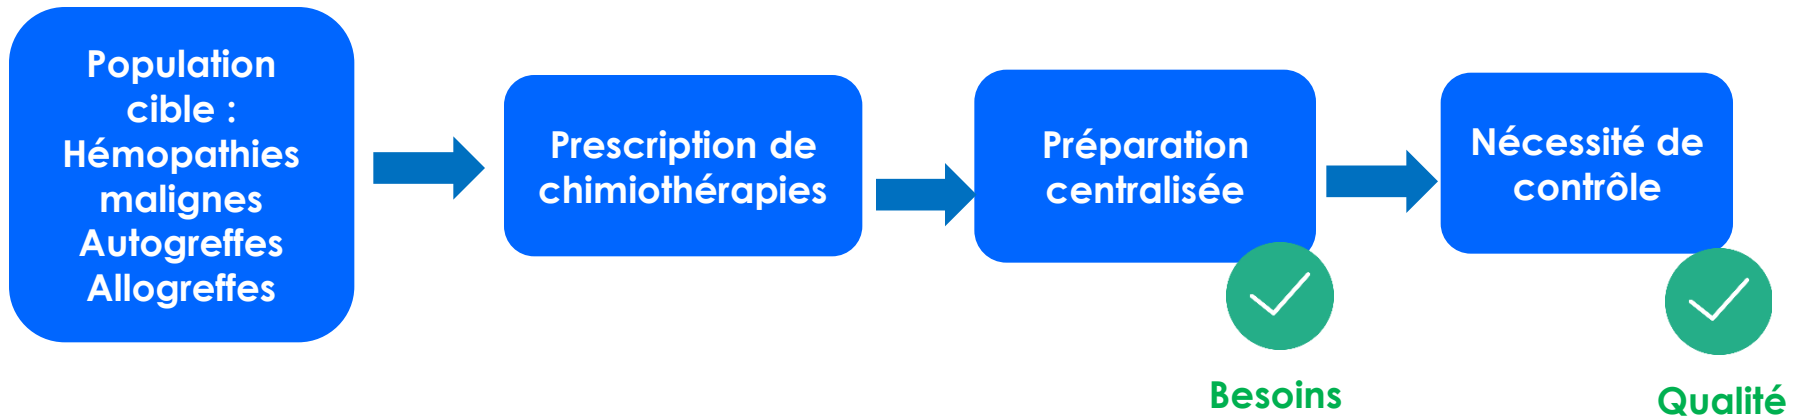 Population
cible :
Hémopathies
malignes
Autogreffes
Allogreffes
Prescription de
chimiothérapies
Préparation
centralisée
Nécessité de
contrôle
Besoins
Qualité